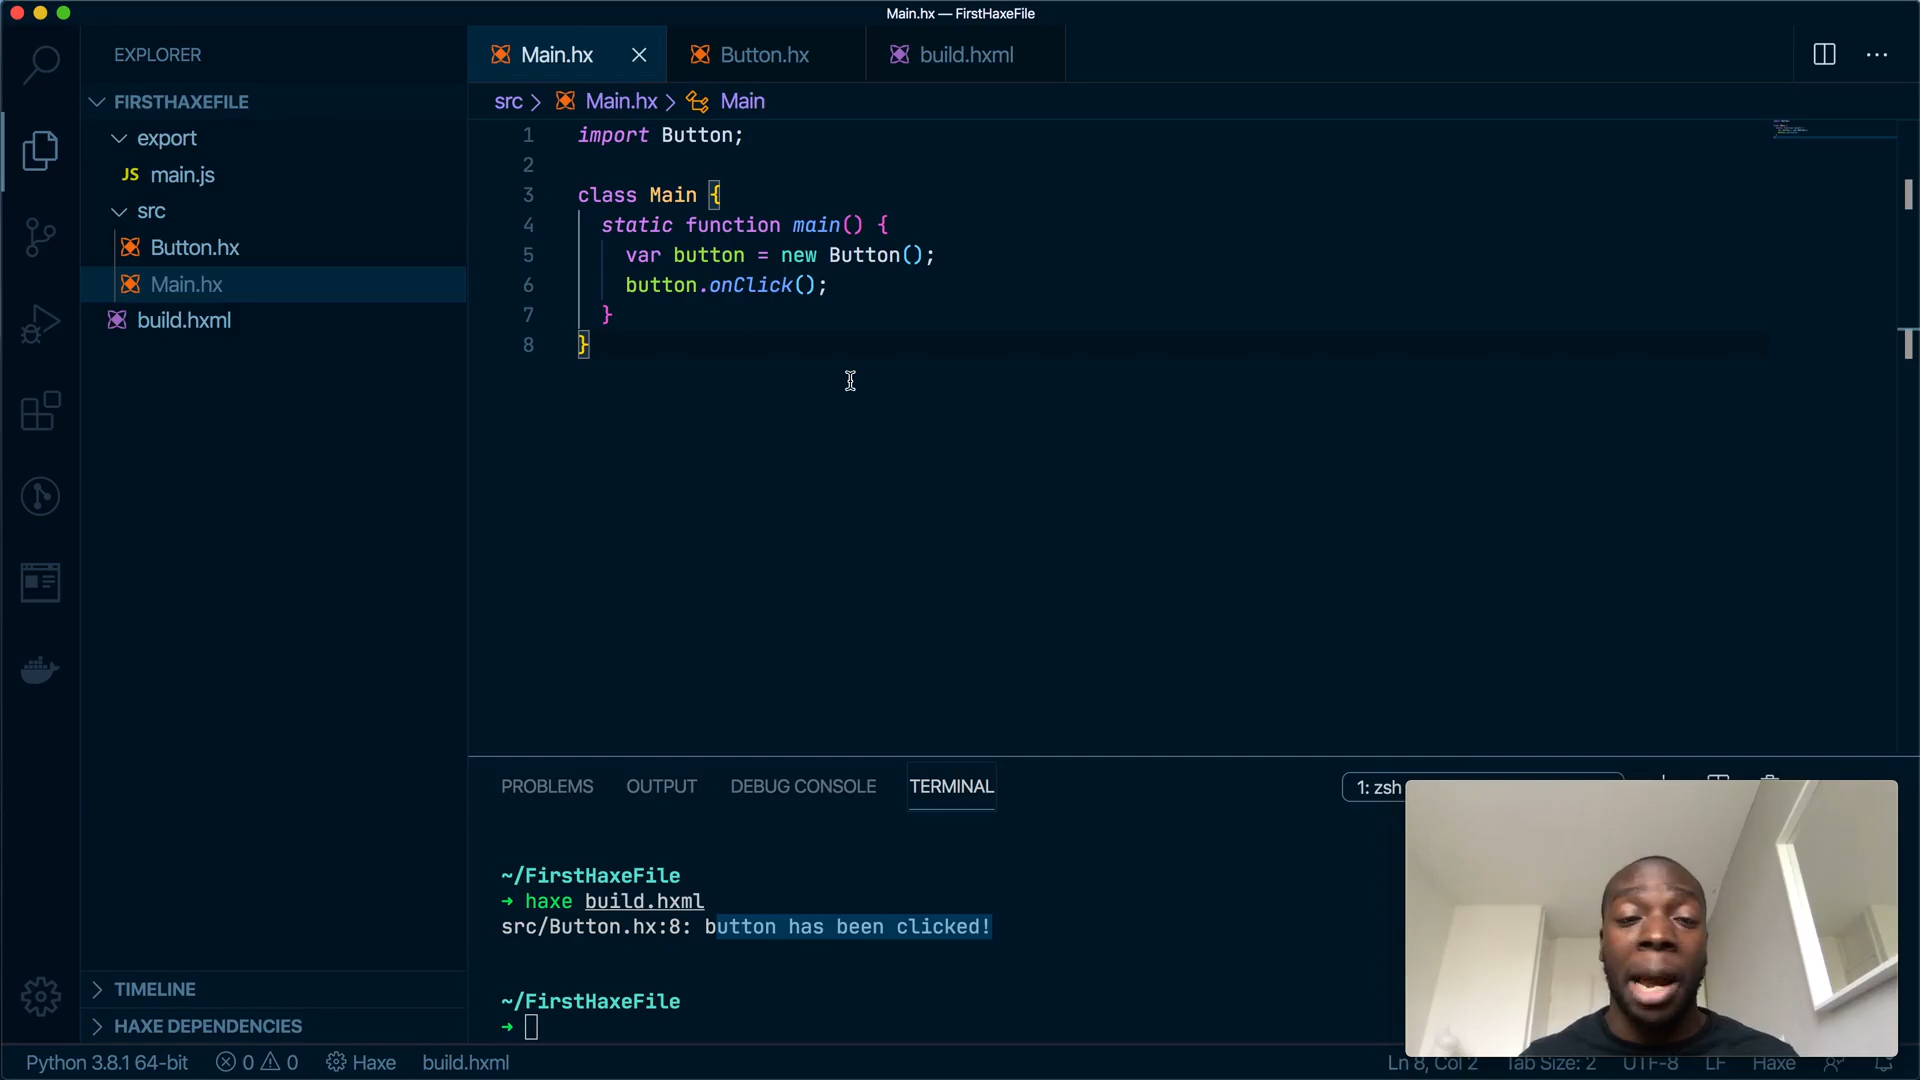 Main.hx — FirstHaxeFile
EXPLORER
Main.hx
Button.hx
build.hxml
FIRSTHAXEFILE
export
JS main.js
src
Button.hx
Main.hx
build.hxml
src > Main.hx > Main
1 import Button;
2
3 class Main {
4 static function main() {
5 var button = new Button();
6 button.onClick();
7 }
8 }
PROBLEMS OUTPUT DEBUG CONSOLE TERMINAL 1: zsh
~/FirstHaxeFile
→ haxe build.hxml
src/Button.hx:8: button has been clicked!
~/FirstHaxeFile
→
TIMELINE
HAXE DEPENDENCIES
Python 3.8.1 64-bit 0 0 Haxe build.hxml Ln 8, Col 2 Tab Size: 2 UTF-8 LF Haxe